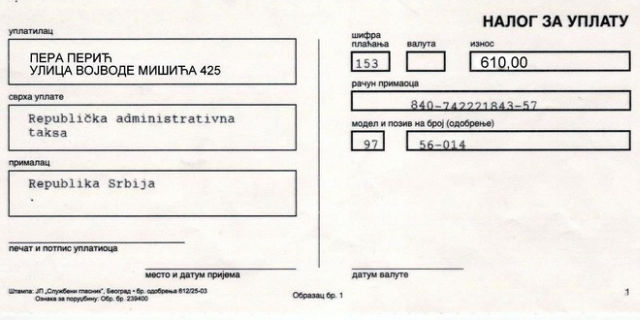 НАЛОГ ЗА УПЛАТУ
уплатилац
ПЕРА ПЕРИЋ
УЛИЦА ВОЈВОДЕ МИШИЋА 425
сврха уплате
Republička administrativna
taksa
прималац
Republika Srbija
печат и потпис уплатиоца
место и датум пријема
шифра
плаћања
валута
износ
153
610,00
рачун примаоца
840-742221843-57
модел и позив на број (одобрење)
97
56-014
датум валуте
Штампа: ЈП „Службени гласник”, Београд • бр. одобрења 612/25-03
Ознака за поруџбину: Обр. бр. 239400
Образац бр. 1
1